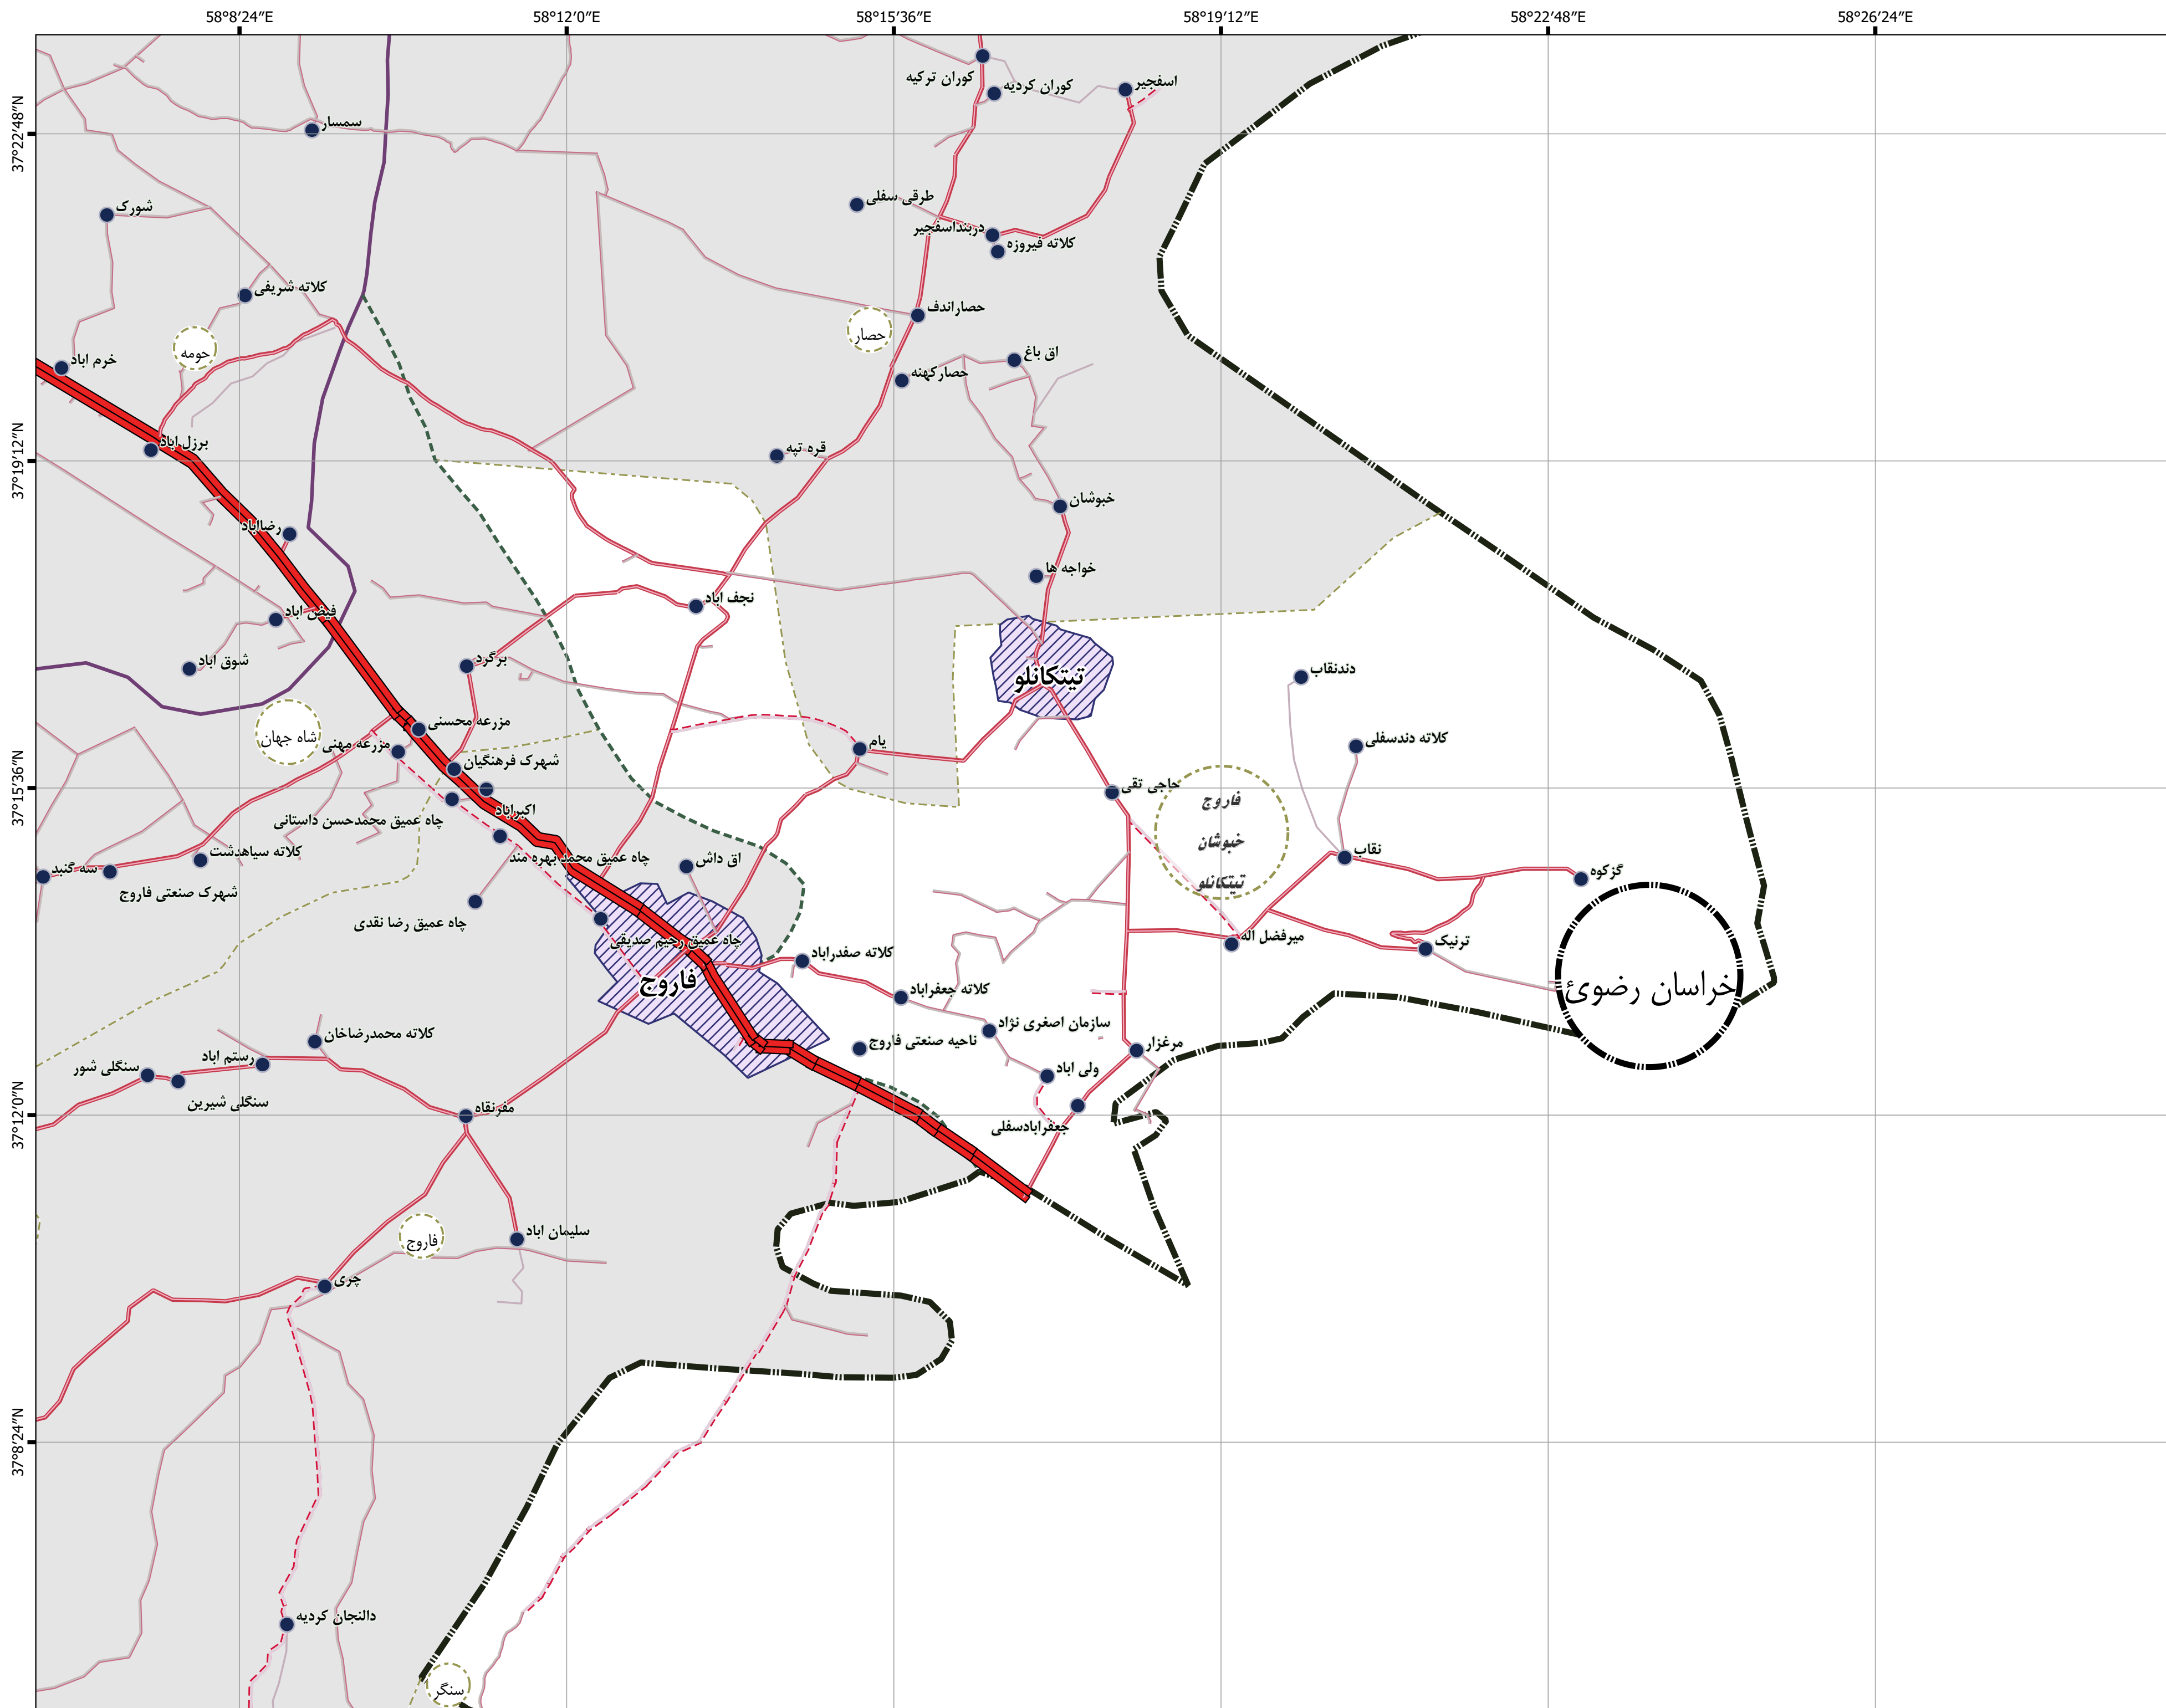 58°8′24″E
58°12′0″E
58°15′36″E
58°19′12″E
58°22′48″E
58°26′24″E
37°22′48″N
37°19′12″N
37°15′36″N
37°12′0″N
37°8′24″N
کوران ترکیه
کوران کردیه
اسفجیر
سمسار
شورک
طرقی سفلی
دربنداسفجیر
کلاته فیروزه
کلاته شریفی
حصاراندف
حصار
حومه
خرم اباد
اق باغ
حصارکهنه
برزل اباد
قره تپه
خبوشان
رضااباد
خواجه ها
نجف اباد
فیض اباد
شوق اباد
برگرد
تیتکانلو
دندنقاب
شاه جهان
مزرعه محسنی
مزرعه مهنی
شهرک فرهنگیان
یام
کلاته دندسفلی
حاجی تقی
فاروج
خبوشان
تیتکانلو
اکبراباد
چاه عمیق محمدحسن داستانی
کلاته سیاهدشت
سه گنبد
شهرک صنعتی فاروج
چاه عمیق محمد بهره مند
اق داش
نقاب
گزکوه
چاه عمیق رضا نقدی
چاه عمیق رحیم صدیقی
فاروج
کلاته صفدراباد
میرفضل اله
ترنیک
خراسان رضوئ
کلاته جعفراباد
سازمان اصغری نژاد
کلاته محمدرضاخان
ناحیه صنعتی فاروج
مرغزار
رستم اباد
سنگلی شور
ولی اباد
سنگلی شیرین
مفرنقاه
جعفرابادسفلی
سلیمان اباد
فاروج
چری
دالنجان کردیه
سنگر